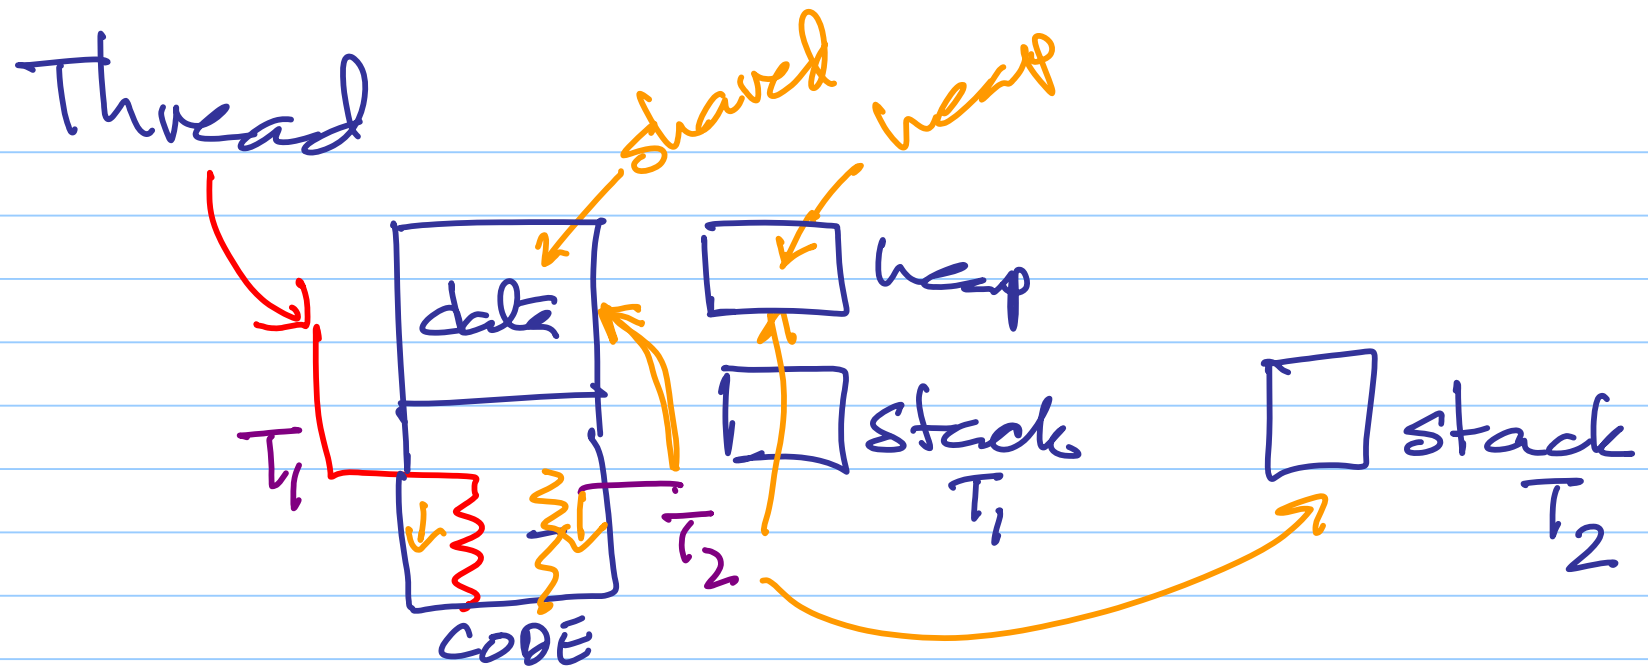 Thread
shared
heap
data
heap
stack
T1
stack
T2
T1
T2
CODE